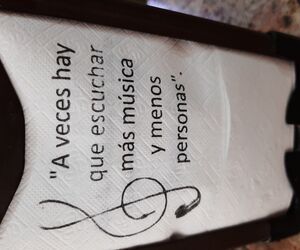 "A veces hay
que escuchar
más música
y menos
personas".